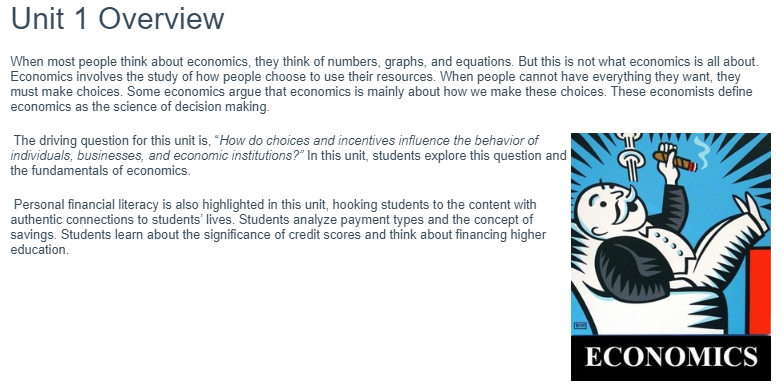 Unit 1 Overview
When most people think about economics, they think of numbers, graphs, and equations. But this is not what economics is all about.
Economics involves the study of how people choose to use their resources. When people cannot have everything they want, they
must make choices. Some economics argue that economics is mainly about how we make these choices. These economists define
economics as the science of decision making.
The driving question for this unit is, “How do choices and incentives influence the behavior of
individuals, businesses, and economic institutions?” In this unit, students explore this question and
the fundamentals of economics.
Personal financial literacy is also highlighted in this unit, hooking students to the content with
authentic connections to students’ lives. Students analyze payment types and the concept of
savings. Students learn about the significance of credit scores and think about financing higher
education.
ECONOMICS